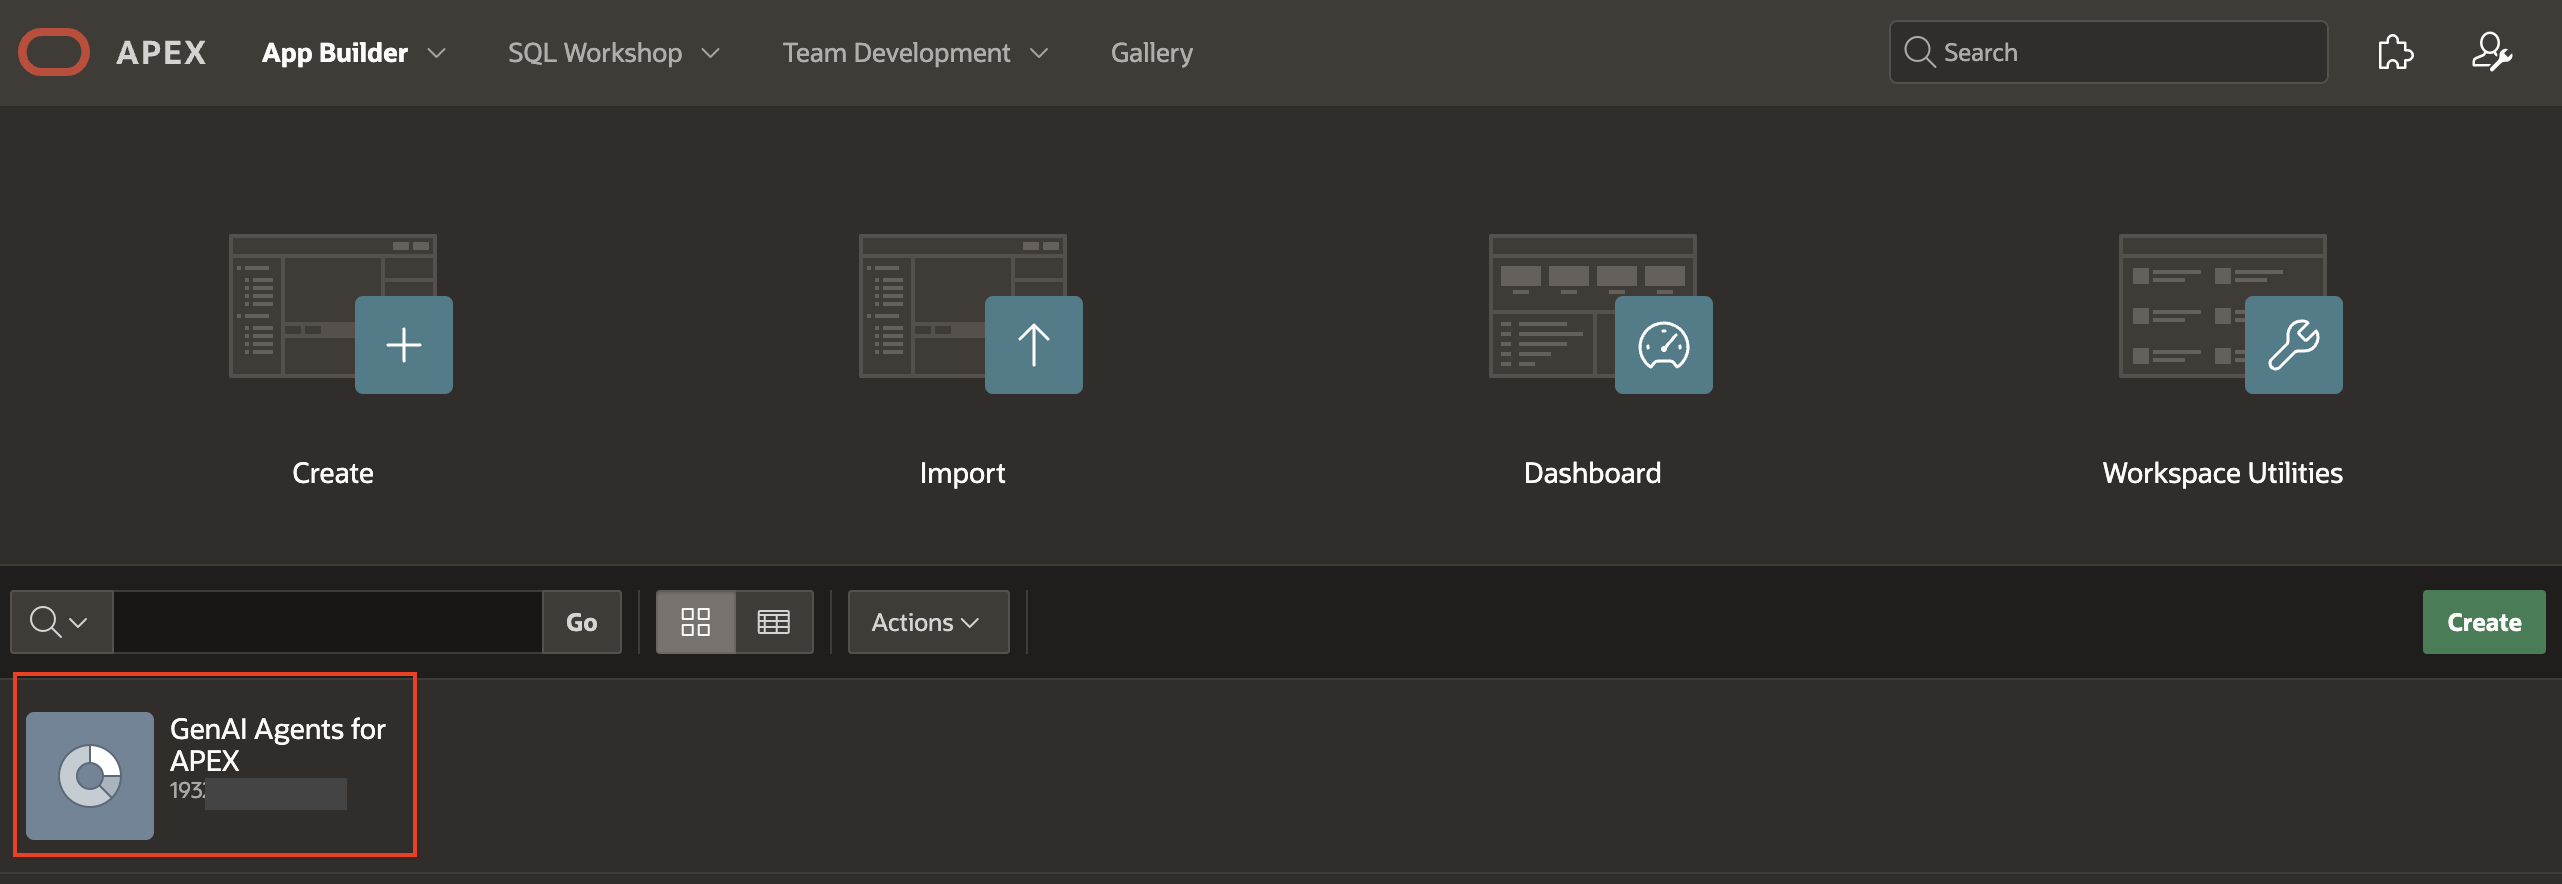 APEX App Builder SQL Workshop Team Development Gallery Search
Create Import Dashboard Workspace Utilities
Go Actions Create
GenAI Agents for
APEX
193